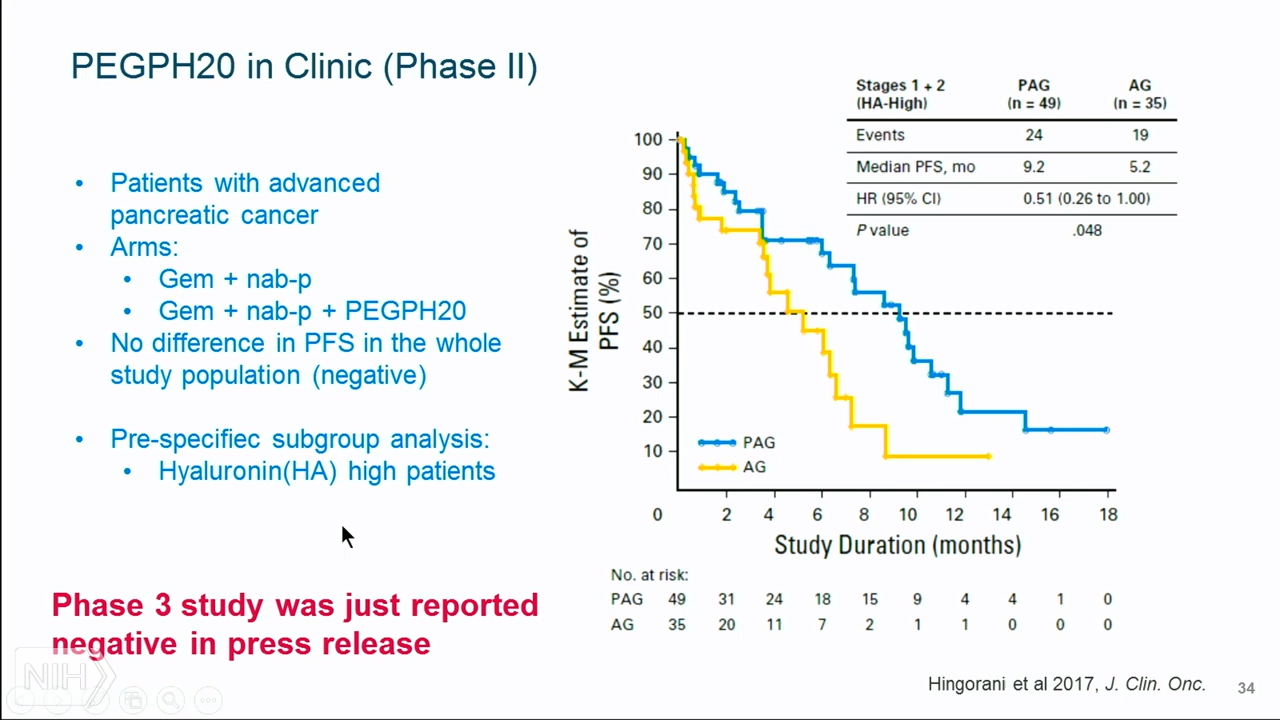 PEGPH20 in Clinic (Phase II)
• Patients with advanced
pancreatic cancer
• Arms:
• Gem + nab-p
• Gem + nab-p + PEGPH20
• No difference in PFS in the whole
study population (negative)
• Pre-specifiec subgroup analysis:
• Hyaluronin(HA) high patients
Phase 3 study was just reported
negative in press release
NIH
Stages 1 + 2 PAG AG
(HA-High) (n = 49) (n = 35)
Events 24 19
Median PFS, mo 9.2 5.2
HR (95% CI) 0.51 (0.26 to 1.00)
P value .048
K-M Estimate of
PFS (%)
100
90
80
70
60
50
40
30
20
10
PAG
AG
0 2 4 6 8 10 12 14 16 18
Study Duration (months)
No. at risk:
PAG 49 31 24 18 15 9 4 4 1 0
AG 35 20 11 7 2 1 1 0 0 0
Hingorani et al 2017, J. Clin. Onc.
34